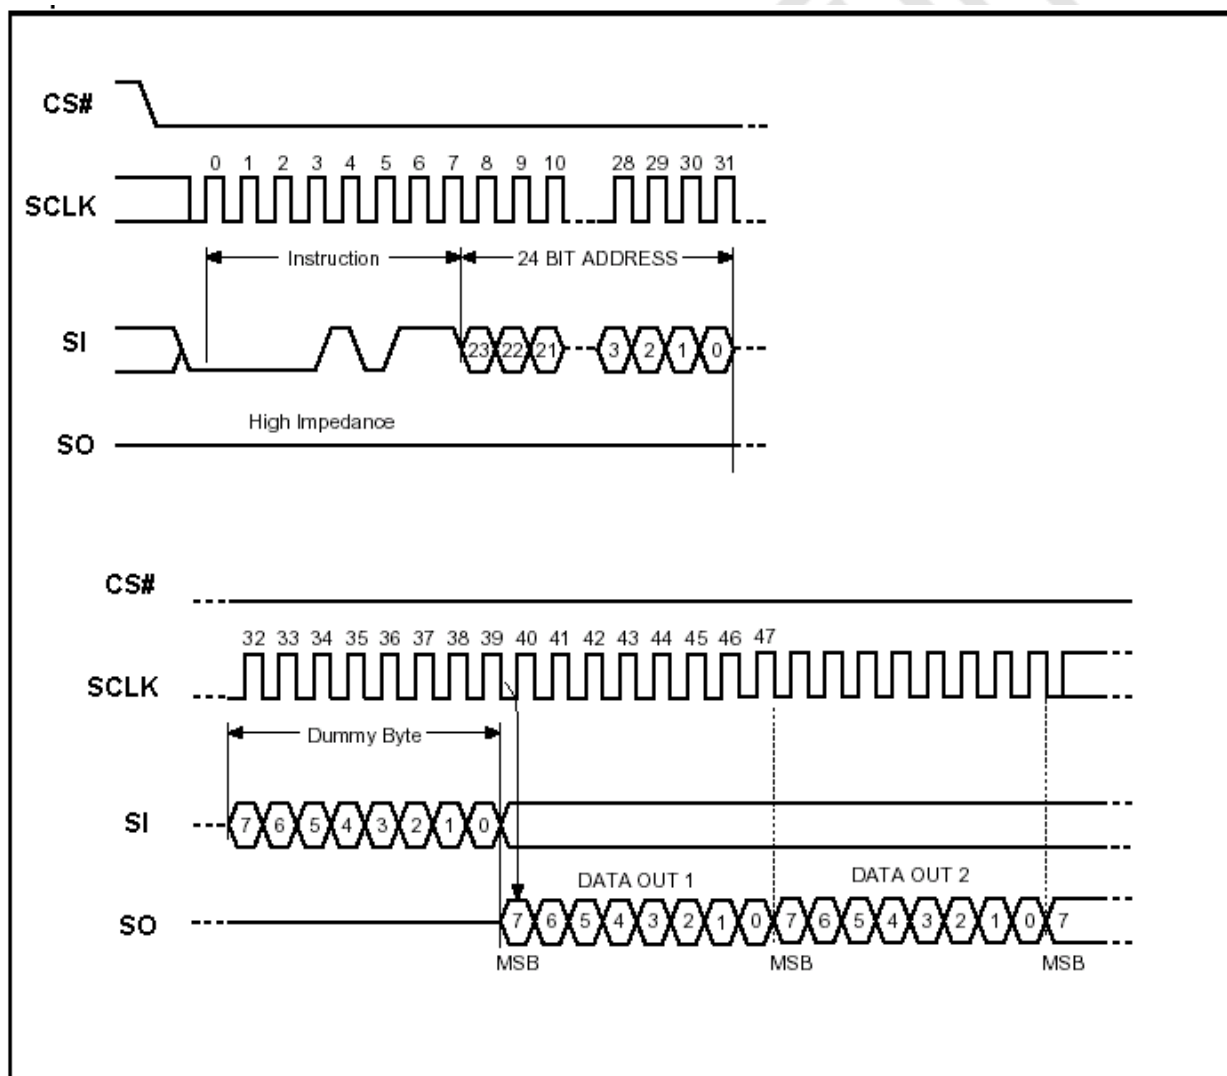 CS#
0 1 2 3 4 5 6 7 8 9 10 28 29 30 31
SCLK
Instruction 24 BIT ADDRESS
SI 23 22 21 3 2 1 0
High Impedance
SO
CS#
32 33 34 35 36 37 38 39 40 41 42 43 44 45 46 47
SCLK
Dummy Byte
SI 7 6 5 4 3 2 1 0
DATA OUT 1 DATA OUT 2
SO 7 6 5 4 3 2 1 0 7 6 5 4 3 2 1 0 7
MSB MSB MSB